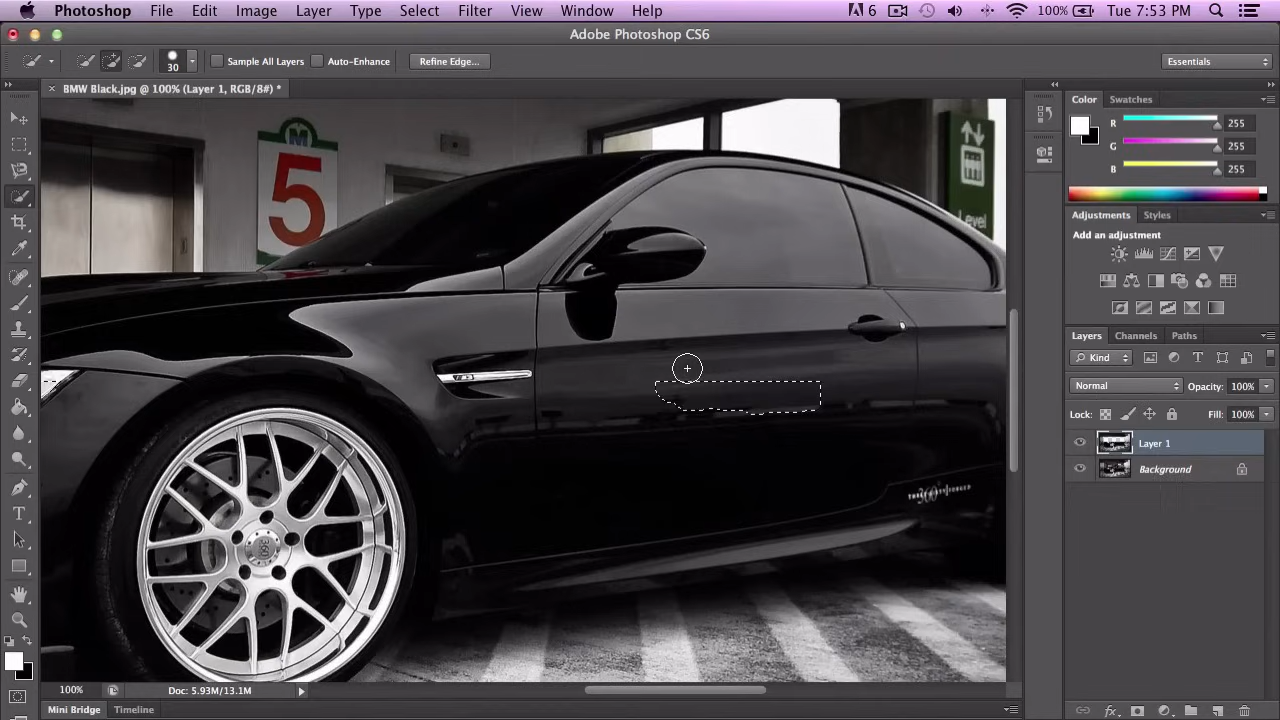 Photoshop File Edit Image Layer Type Select Filter View Window Help 6 100% Tue 7:53 PM
Adobe Photoshop CS6
30 Sample All Layers Auto-Enhance Refine Edge... Essentials
× BMW Black.jpg @ 100% (Layer 1, RGB/8#) *
Color Swatches
R 255
G 255
B 255
Adjustments Styles
Add an adjustment
Layers Channels Paths
Kind
Normal Opacity: 100%
Lock: Fill: 100%
Layer 1
Background
M
5
Level
360
100% Doc: 5.93M/13.1M
Mini Bridge Timeline